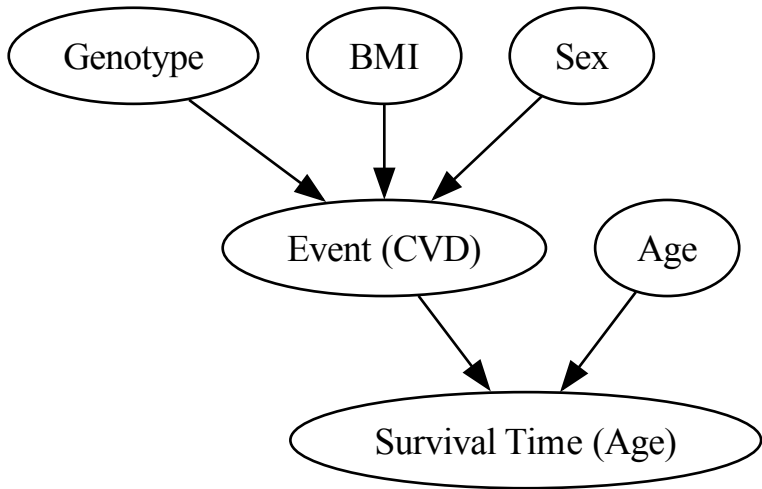 Genotype
BMI
Sex
Event (CVD)
Age
Survival Time (Age)